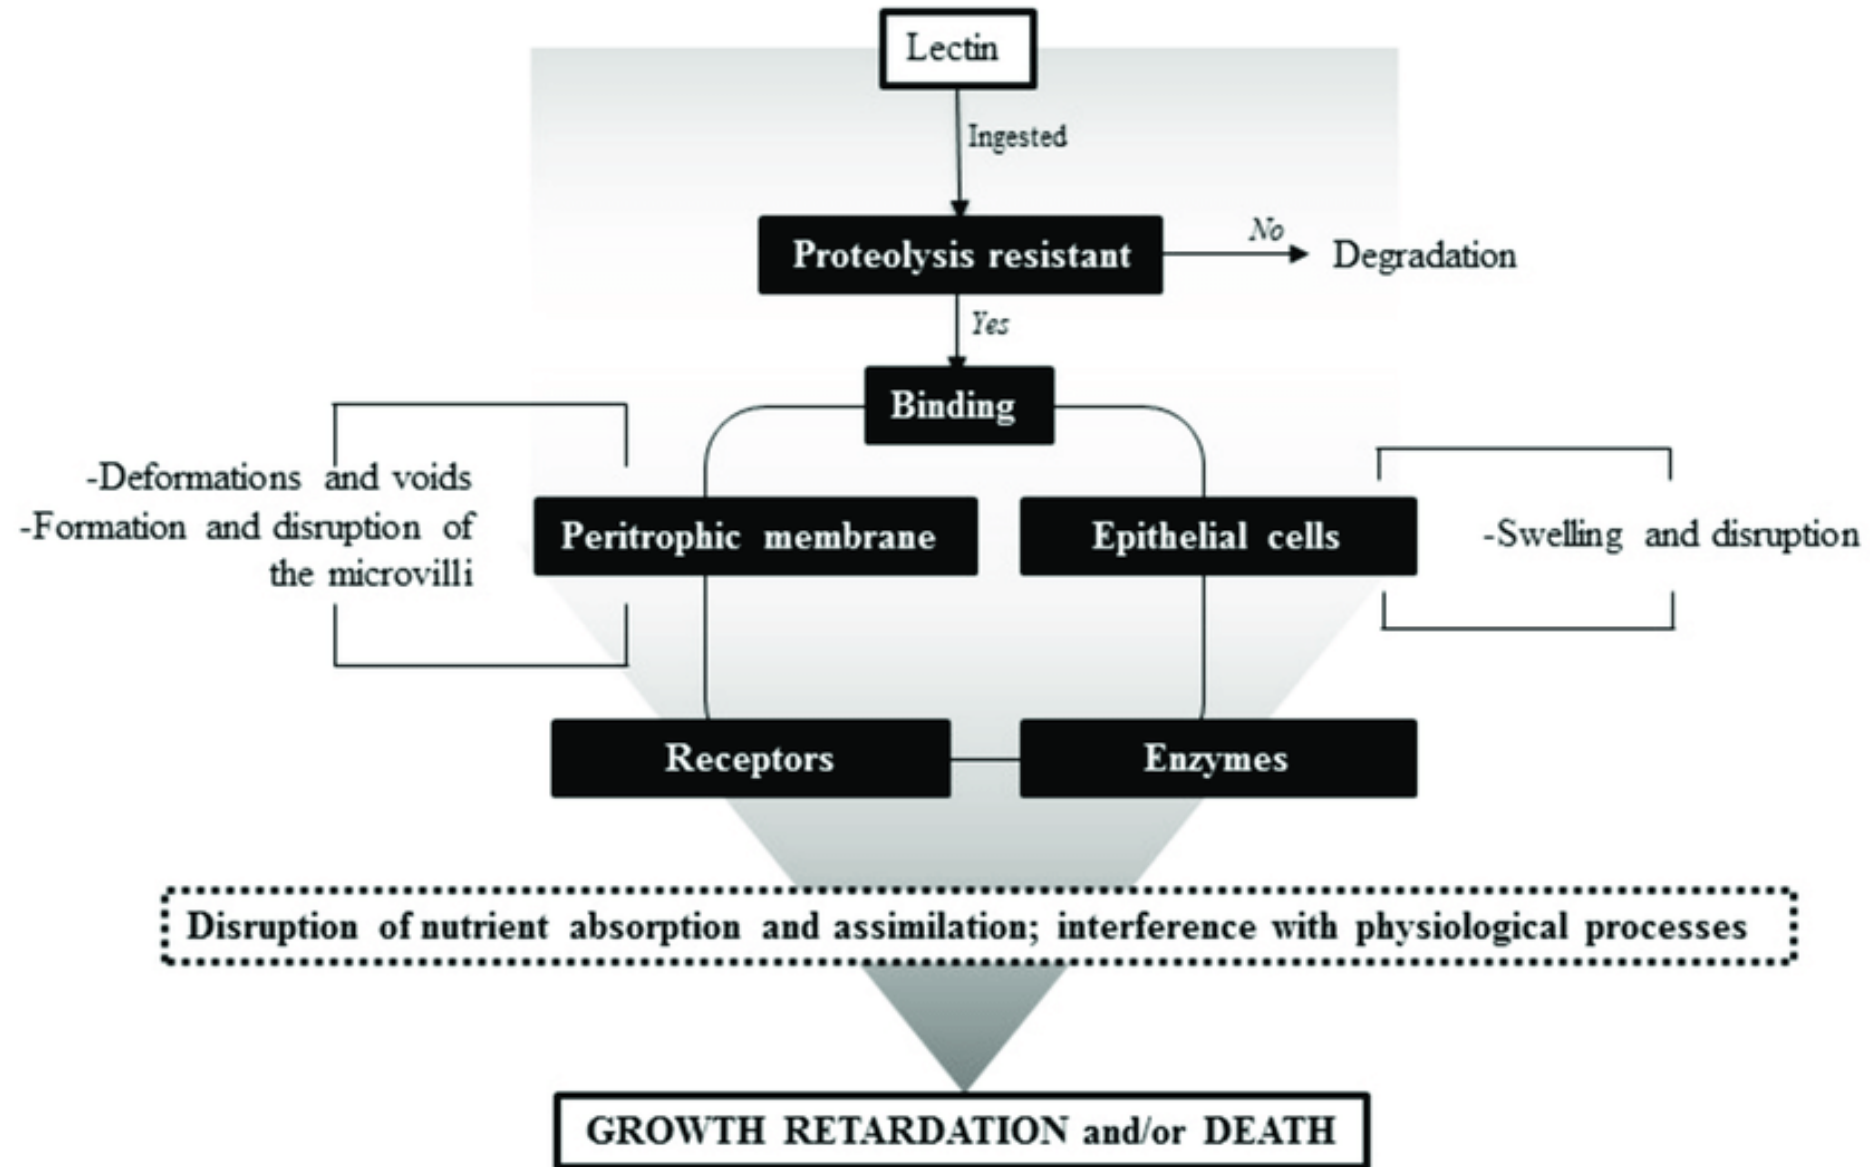 Lectin
Ingested
Proteolysis resistant
No
Degradation
Yes
Binding
-Deformations and voids
-Formation and disruption of
the microvilli
Peritrophic membrane
Epithelial cells
-Swelling and disruption
Receptors
Enzymes
Disruption of nutrient absorption and assimilation; interference with physiological processes
GROWTH RETARDATION and/or DEATH